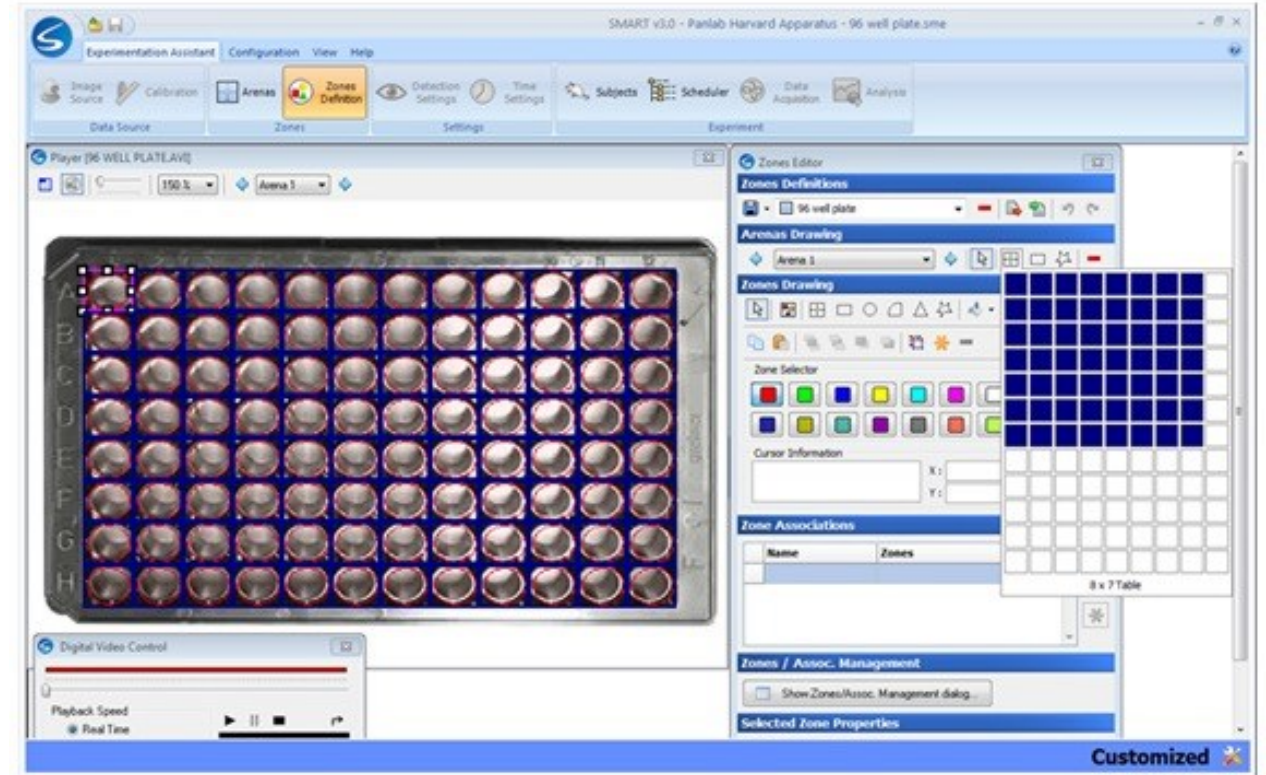 SMART v3.0 - Panlab Harvard Apparatus - 96 well plate.sme
Experimentation Assistant Configuration View Help
Image Source Calibration Arenas Zones Definition Detection Settings Time Settings Subjects Scheduler Data Acquisition Analysis
Data Source Zones Settings Experiment
Player [96 WELL PLATE.AVI]
150 % Arena 1
A
B
C
D
E
F
G
H
Zones Editor
Zones Definitions
96 well plate
Arenas Drawing
Arena 1
Zones Drawing
Zone Selector
Cursor Information
X :
Y :
8 x 7 Table
Zone Associations
Name Zones
Zones / Assoc. Management
Show Zones/Assoc. Management dialog...
Selected Zone Properties
Digital Video Control
Playback Speed
Real Time
Customized